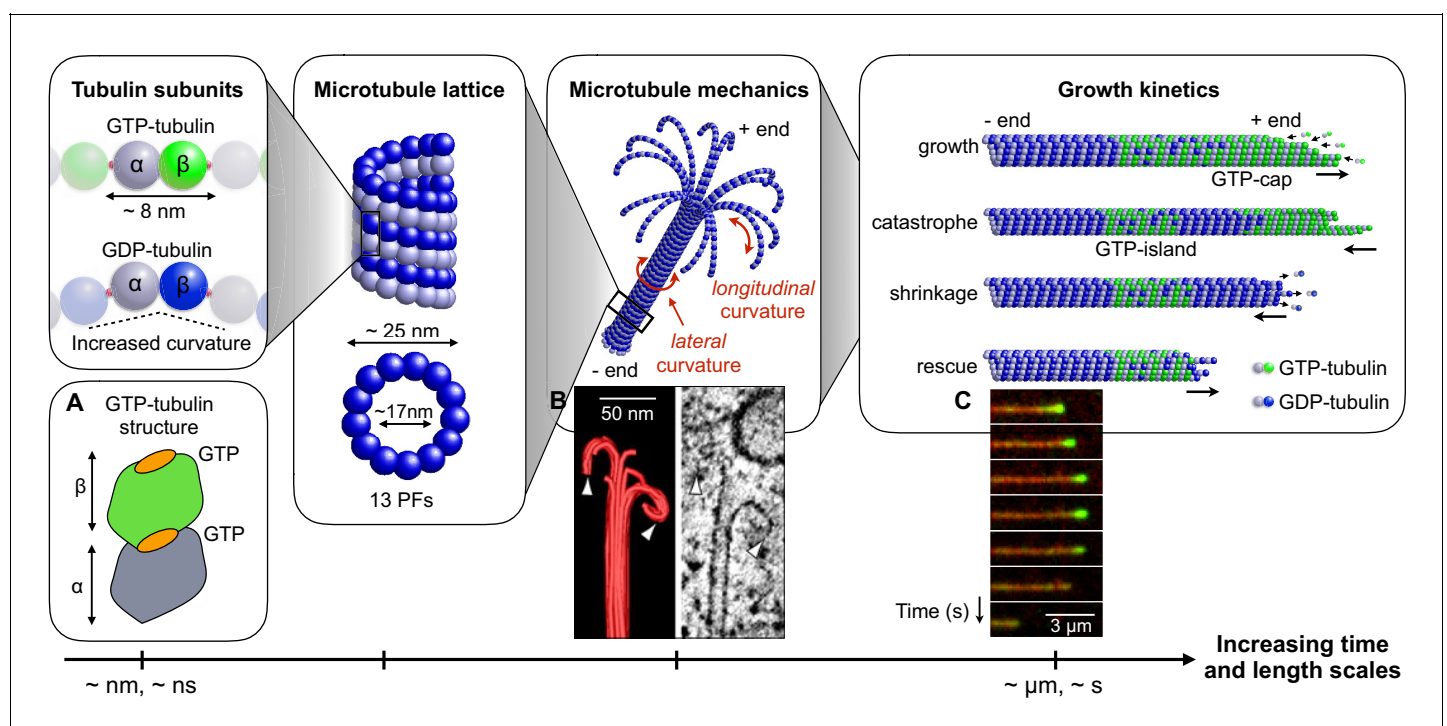 Tubulin subunits
GTP-tubulin
α
β
~ 8 nm
GDP-tubulin
α
β
Increased curvature
A
GTP-tubulin
structure
GTP
β
GTP
α
Microtubule lattice
~ 25 nm
~17nm
13 PFs
Microtubule mechanics
+ end
longitudinal
curvature
lateral
curvature
- end
B
50 nm
Growth kinetics
- end
+ end
growth
GTP-cap
catastrophe
GTP-island
shrinkage
rescue
GTP-tubulin
GDP-tubulin
C
Time (s)
3 µm
Increasing time
and length scales
~ nm, ~ ns
~ µm, ~ s